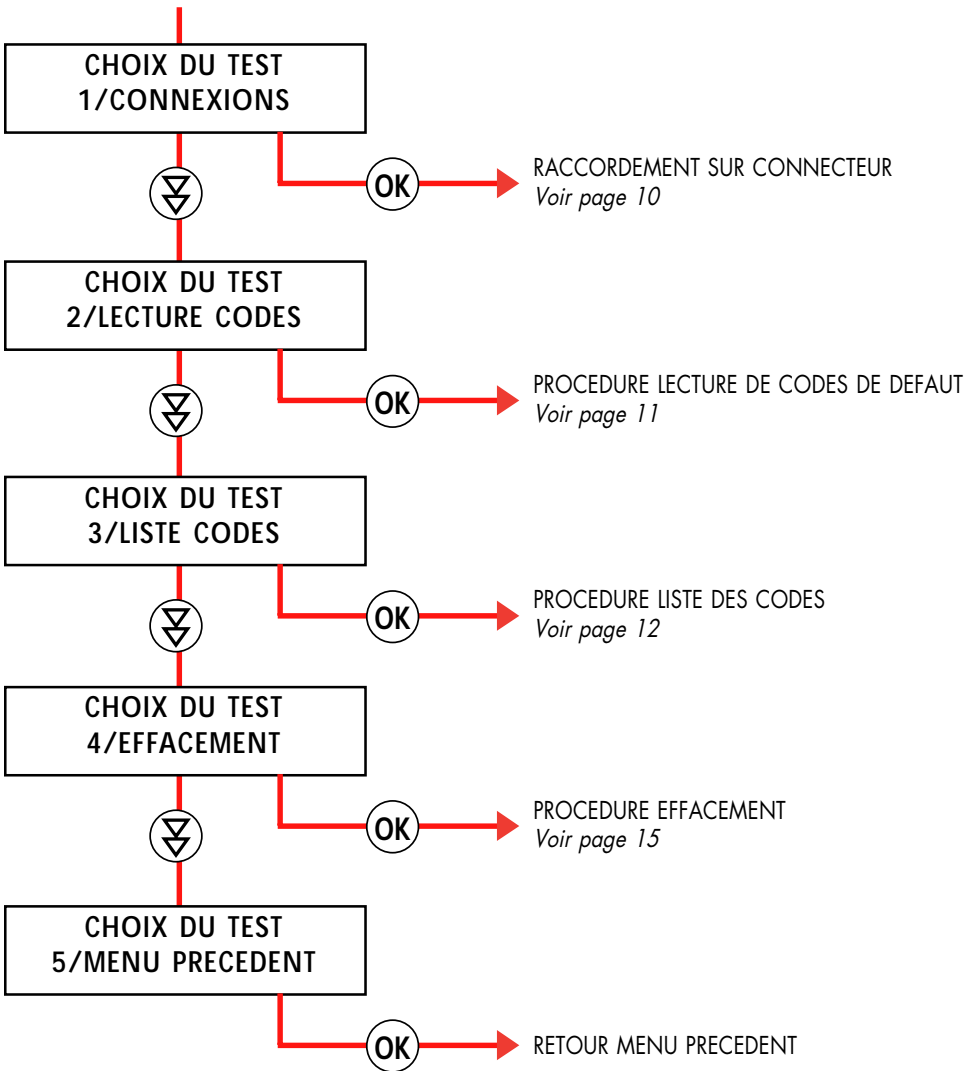 CHOIX DU TEST
1/CONNEXIONS
OK
RACCORDEMENT SUR CONNECTEUR
Voir page 10
CHOIX DU TEST
2/LECTURE CODES
OK
PROCEDURE LECTURE DE CODES DE DEFAUT
Voir page 11
CHOIX DU TEST
3/LISTE CODES
OK
PROCEDURE LISTE DES CODES
Voir page 12
CHOIX DU TEST
4/EFFACEMENT
OK
PROCEDURE EFFACEMENT
Voir page 15
CHOIX DU TEST
5/MENU PRECEDENT
OK
RETOUR MENU PRECEDENT